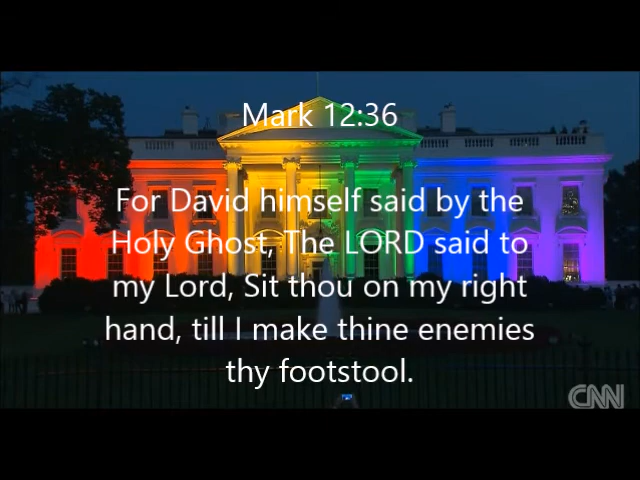 Mark 12:36
For David himself said by the
Holy Ghost, The LORD said to
my Lord, Sit thou on my right
hand, till I make thine enemies
thy footstool.
CNN